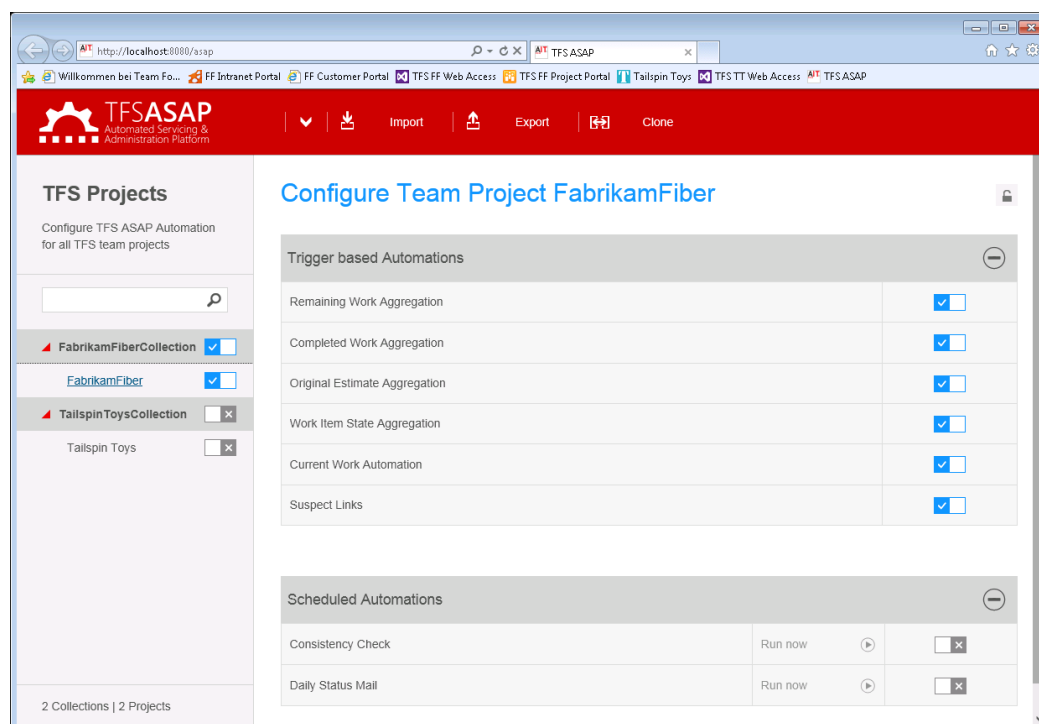 AIT http://localhost:8080/asap
AIT TFS ASAP
Willkommen bei Team Fo... FF Intranet Portal FF Customer Portal TFS FF Web Access TFS FF Project Portal Tailspin Toys TFS TT Web Access AIT TFS ASAP
TFSASAP
Automated Servicing &
Administration Platform
Import Export Clone
TFS Projects
Configure TFS ASAP Automation
for all TFS team projects
FabrikamFiberCollection
FabrikamFiber
TailspinToysCollection
Tailspin Toys
2 Collections | 2 Projects
Configure Team Project FabrikamFiber
Trigger based Automations
Remaining Work Aggregation
Completed Work Aggregation
Original Estimate Aggregation
Work Item State Aggregation
Current Work Automation
Suspect Links
Scheduled Automations
Consistency Check Run now
Daily Status Mail Run now